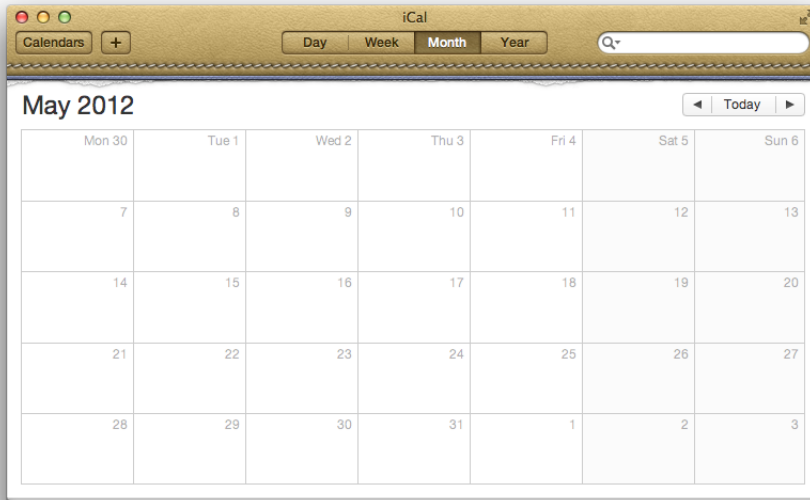 iCal
Calendars + Day Week Month Year
May 2012 Today
Mon 30 Tue 1 Wed 2 Thu 3 Fri 4 Sat 5 Sun 6
7 8 9 10 11 12 13
14 15 16 17 18 19 20
21 22 23 24 25 26 27
28 29 30 31 1 2 3